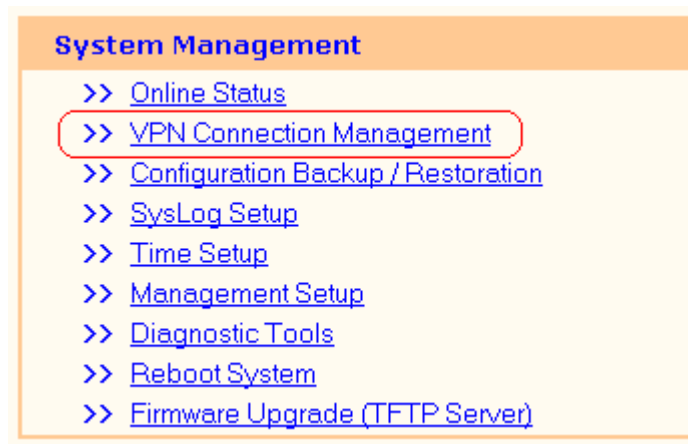 System Management
>> Online Status
>> VPN Connection Management
>> Configuration Backup / Restoration
>> SysLog Setup
>> Time Setup
>> Management Setup
>> Diagnostic Tools
>> Reboot System
>> Firmware Upgrade (TFTP Server)